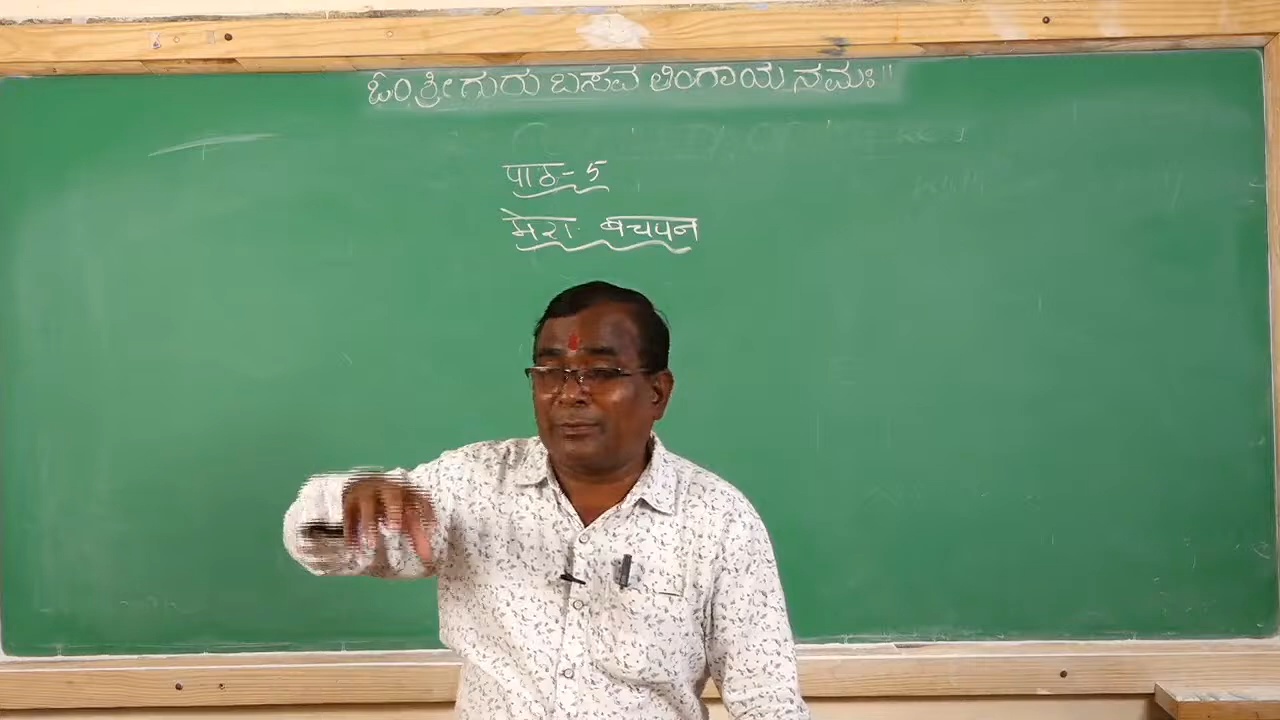 ಓಂ ಶ್ರೀ ಗುರು ಬಸವ ಲಿಂಗಾಯ ನಮಃ ॥
पाठ - 5
मेरा बचपन